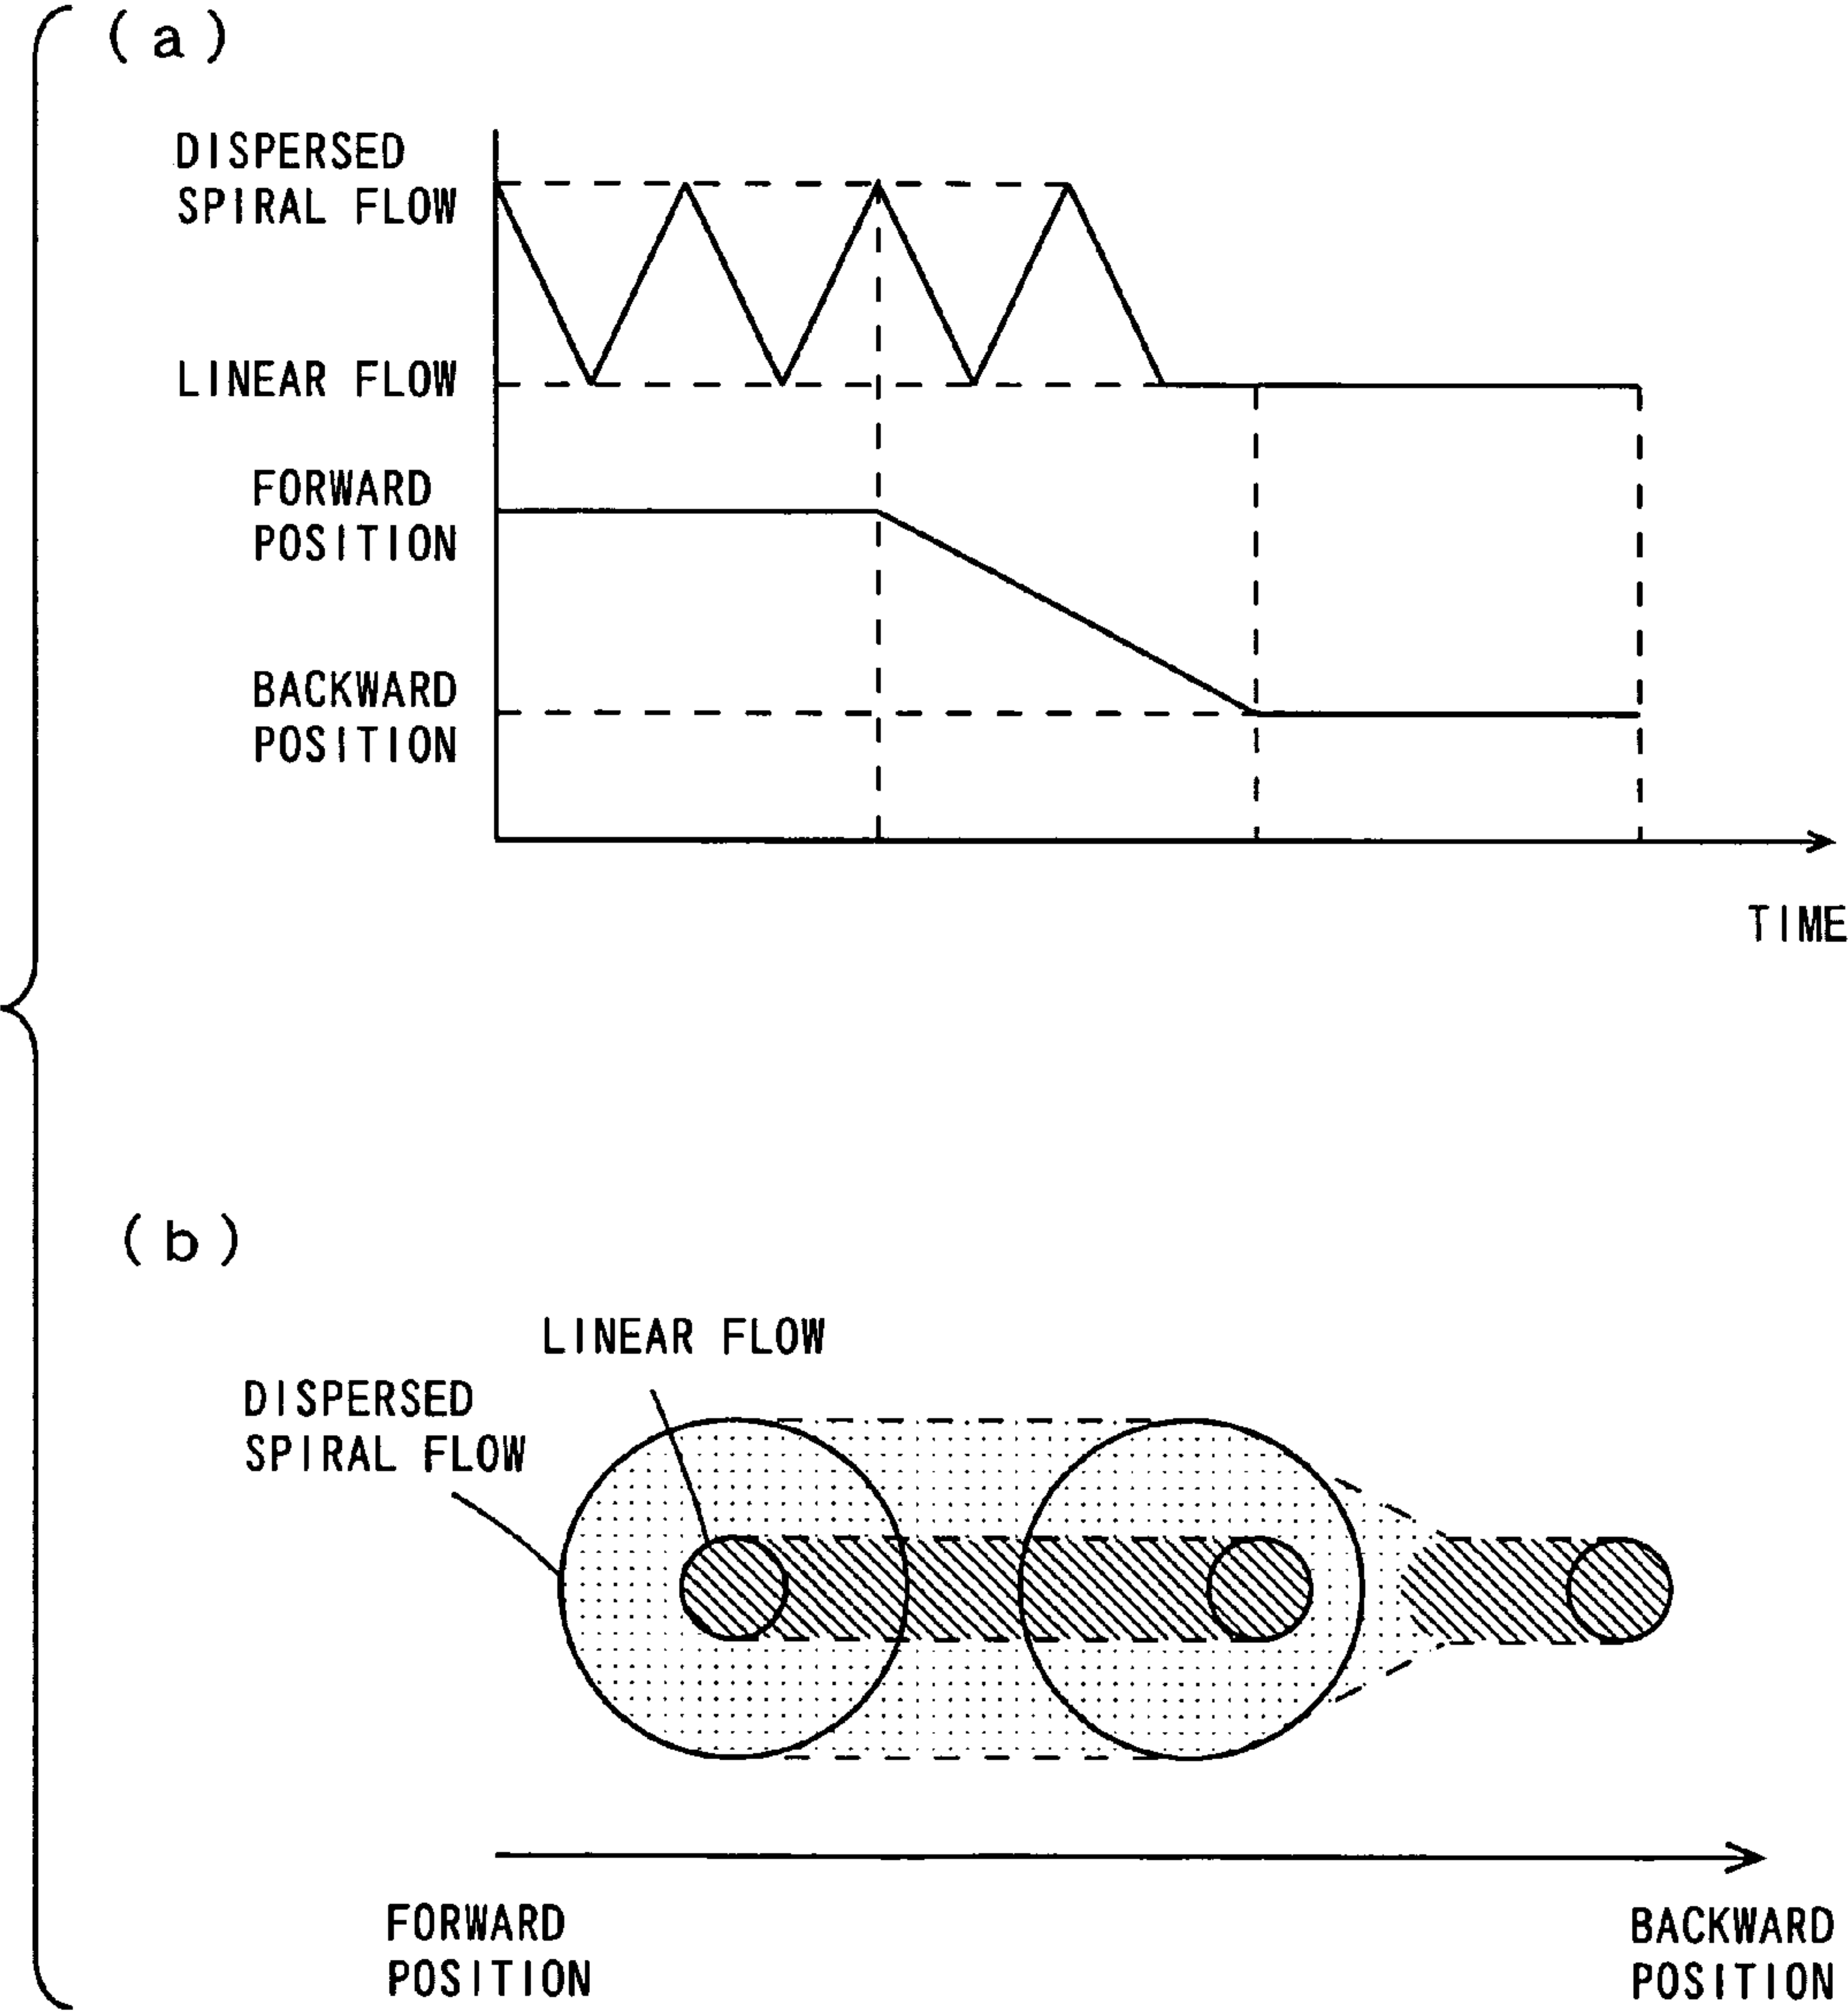 (a)
DISPERSED
SPIRAL FLOW
LINEAR FLOW
FORWARD
POSITION
BACKWARD
POSITION
TIME
(b)
LINEAR FLOW
DISPERSED
SPIRAL FLOW
FORWARD
POSITION
BACKWARD
POSITION